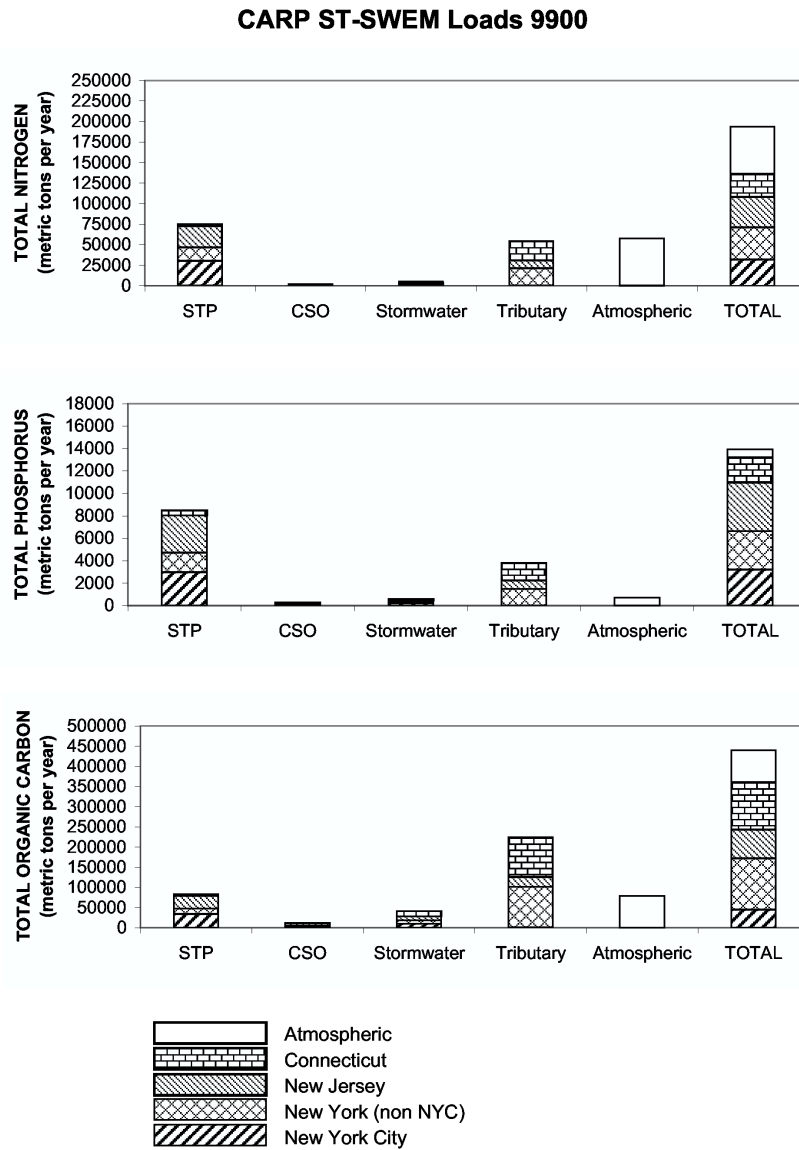 CARP ST-SWEM Loads 9900
TOTAL NITROGEN
(metric tons per year)
250000
225000
200000
175000
150000
125000
100000
75000
50000
25000
0
STP CSO Stormwater Tributary Atmospheric TOTAL
TOTAL PHOSPHORUS
(metric tons per year)
18000
16000
14000
12000
10000
8000
6000
4000
2000
0
STP CSO Stormwater Tributary Atmospheric TOTAL
TOTAL ORGANIC CARBON
(metric tons per year)
500000
450000
400000
350000
300000
250000
200000
150000
100000
50000
0
STP CSO Stormwater Tributary Atmospheric TOTAL
Atmospheric
Connecticut
New Jersey
New York (non NYC)
New York City